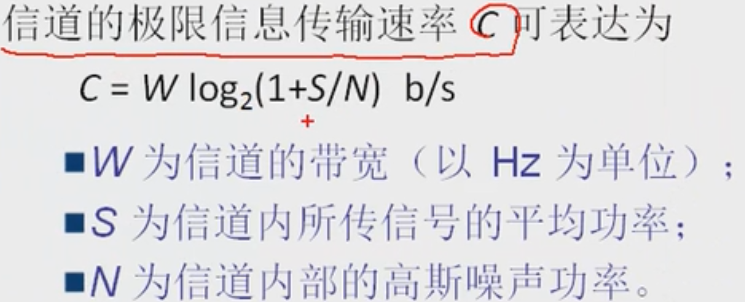 信道的极限信息传输速率 C 可表达为
C = W log₂(1+S/N) b/s
■W 为信道的带宽（以 Hz 为单位）；
■S 为信道内所传信号的平均功率；
■N 为信道内部的高斯噪声功率。